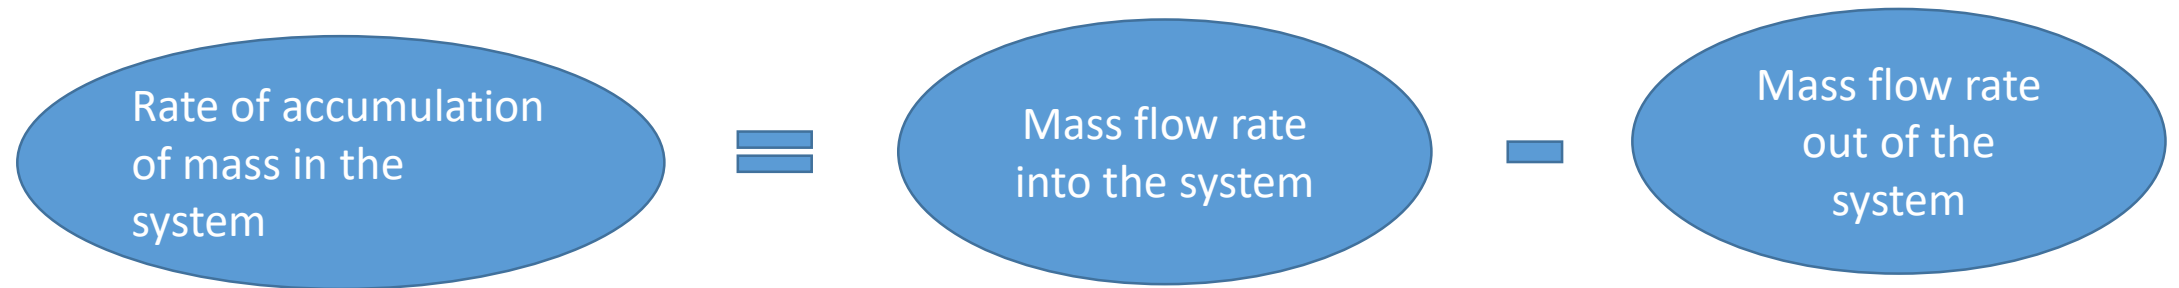 Rate of accumulation
of mass in the
system
Mass flow rate
into the system
Mass flow rate
out of the
system